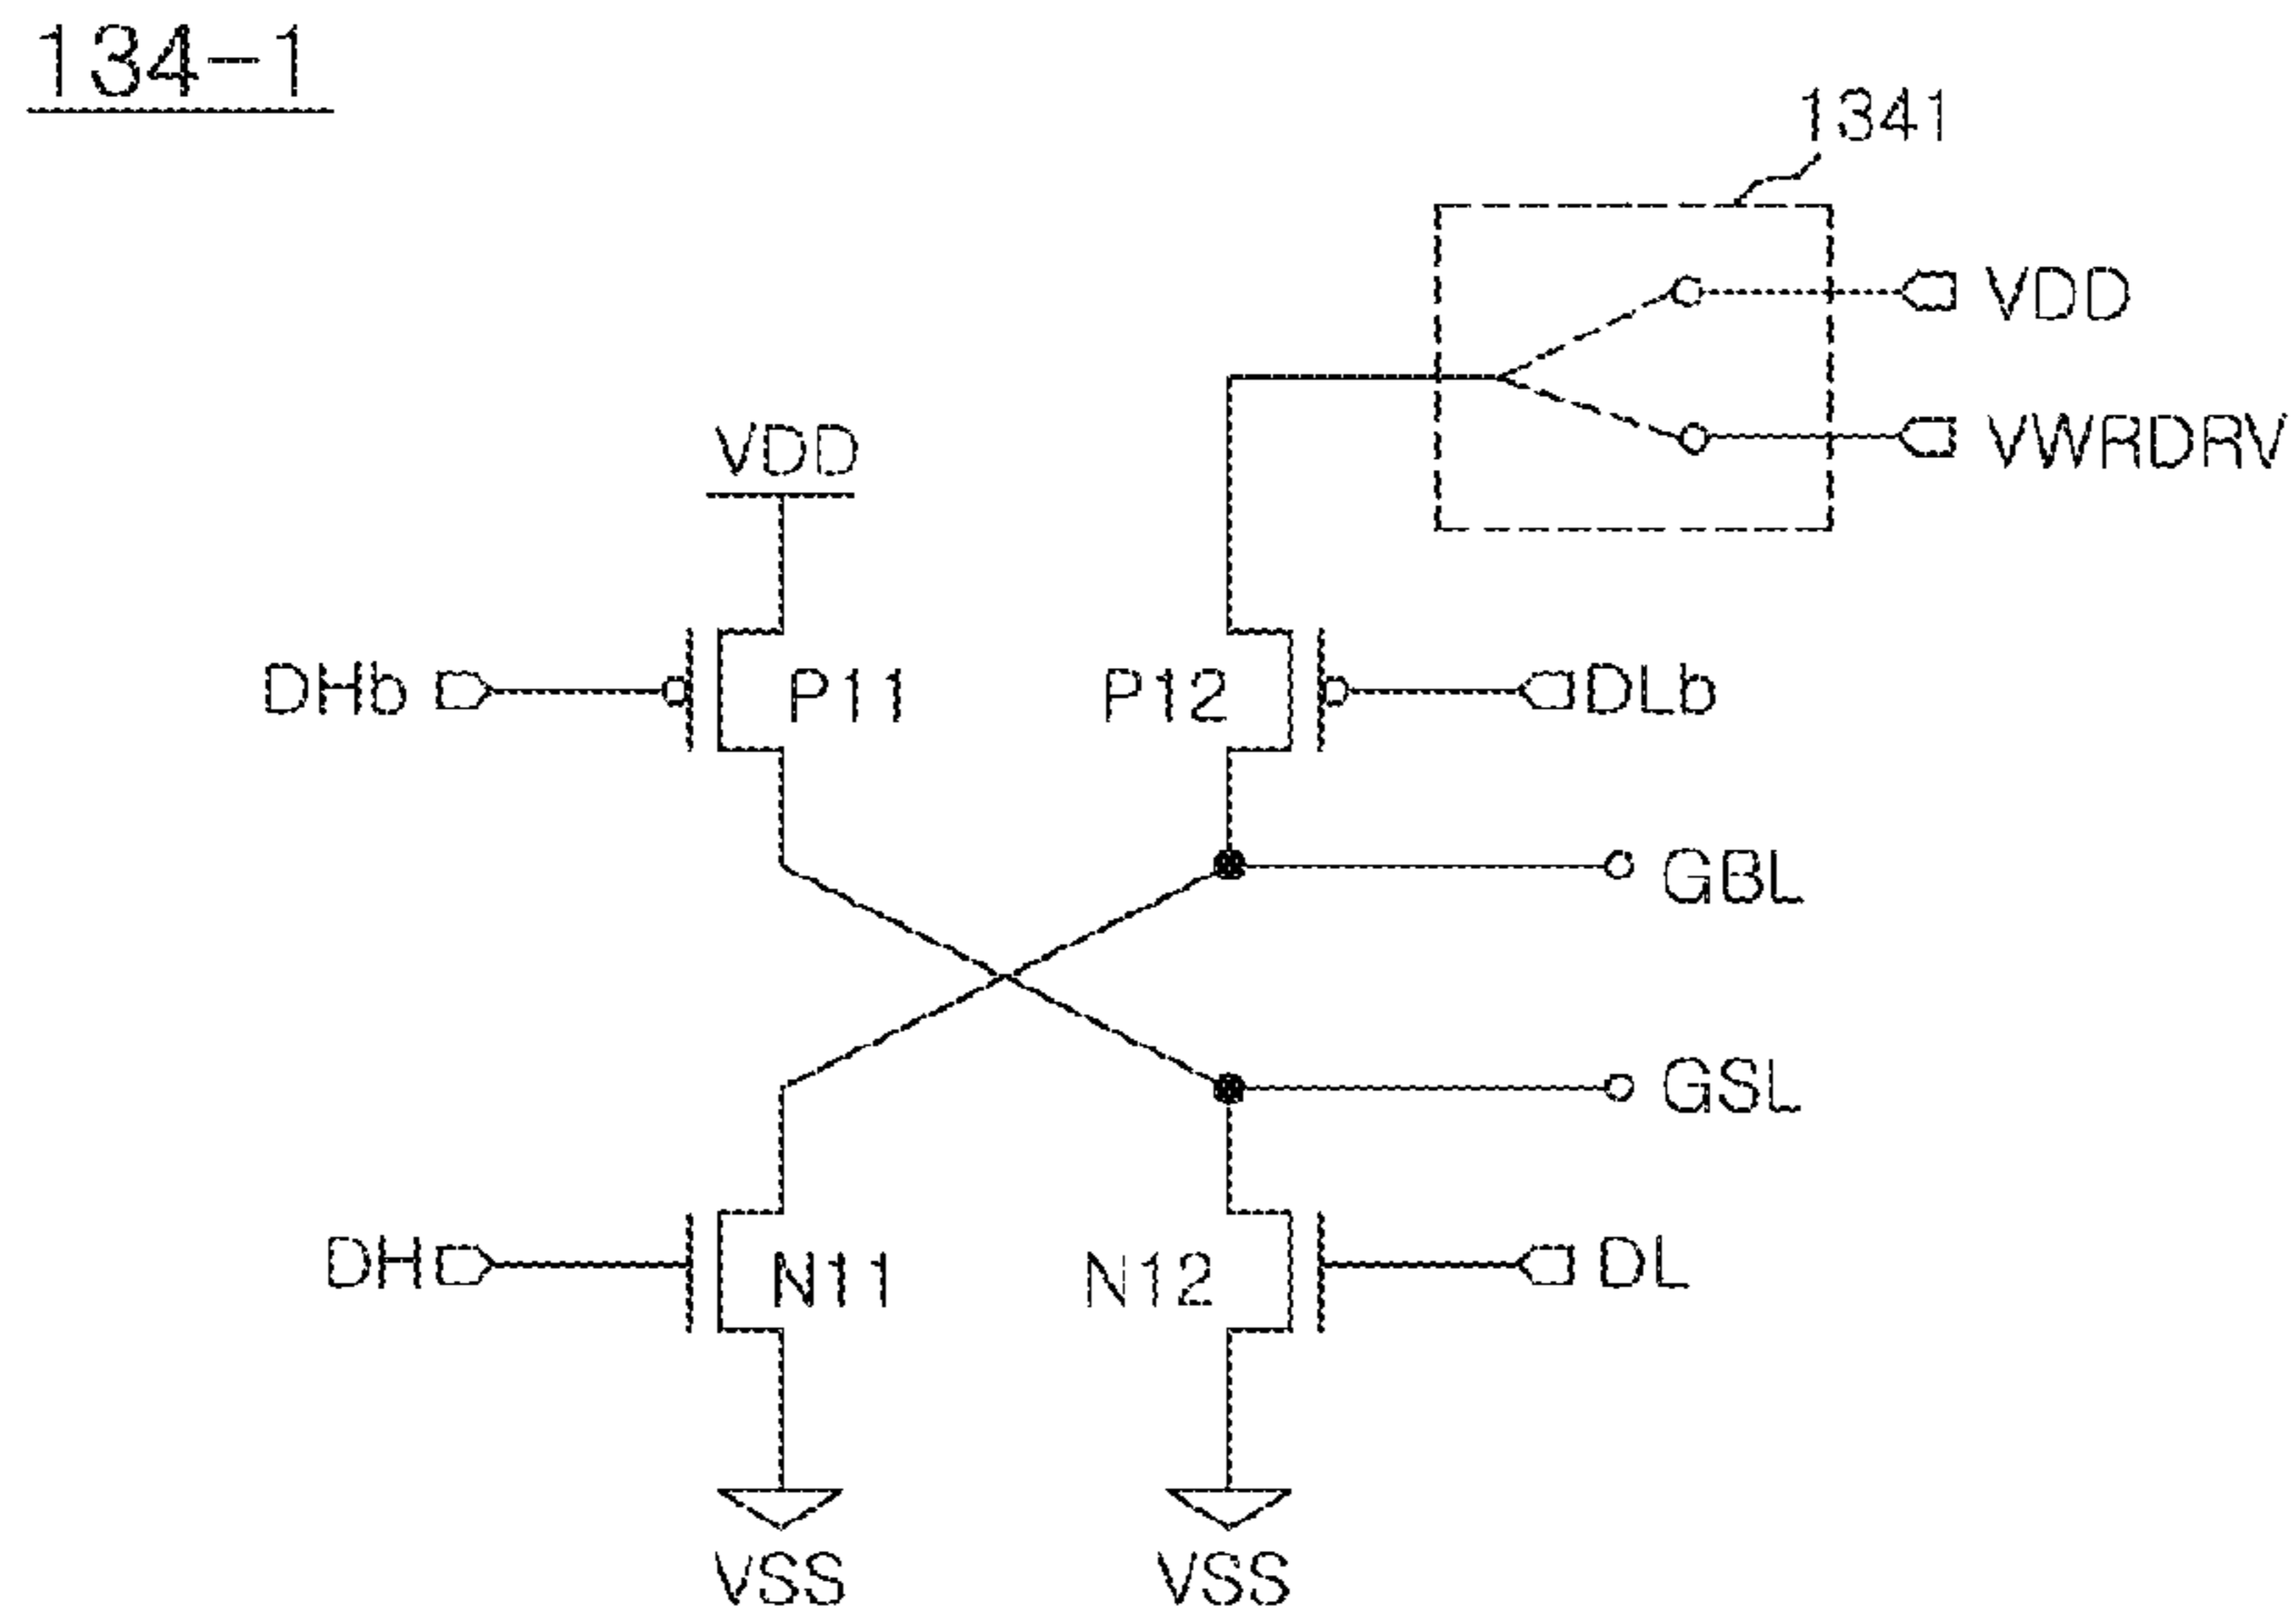 134-1
1341
VDD
VWRDRV
VDD
DHb P11 P12 DLb
GBL
GSL
DH N11 N12 DL
VSS VSS